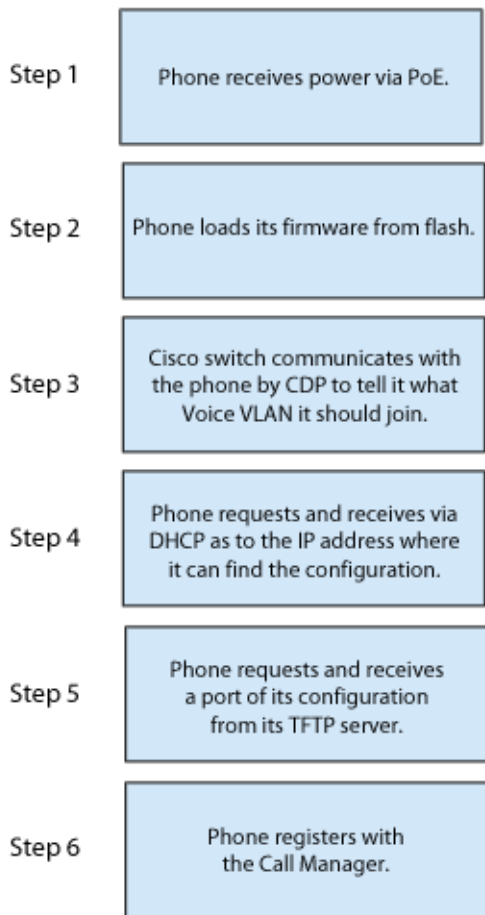 Step 1
Phone receives power via PoE.
Step 2
Phone loads its firmware from flash.
Step 3
Cisco switch communicates with
the phone by CDP to tell it what
Voice VLAN it should join.
Step 4
Phone requests and receives via
DHCP as to the IP address where
it can find the configuration.
Step 5
Phone requests and receives
a port of its configuration
from its TFTP server.
Step 6
Phone registers with
the Call Manager.